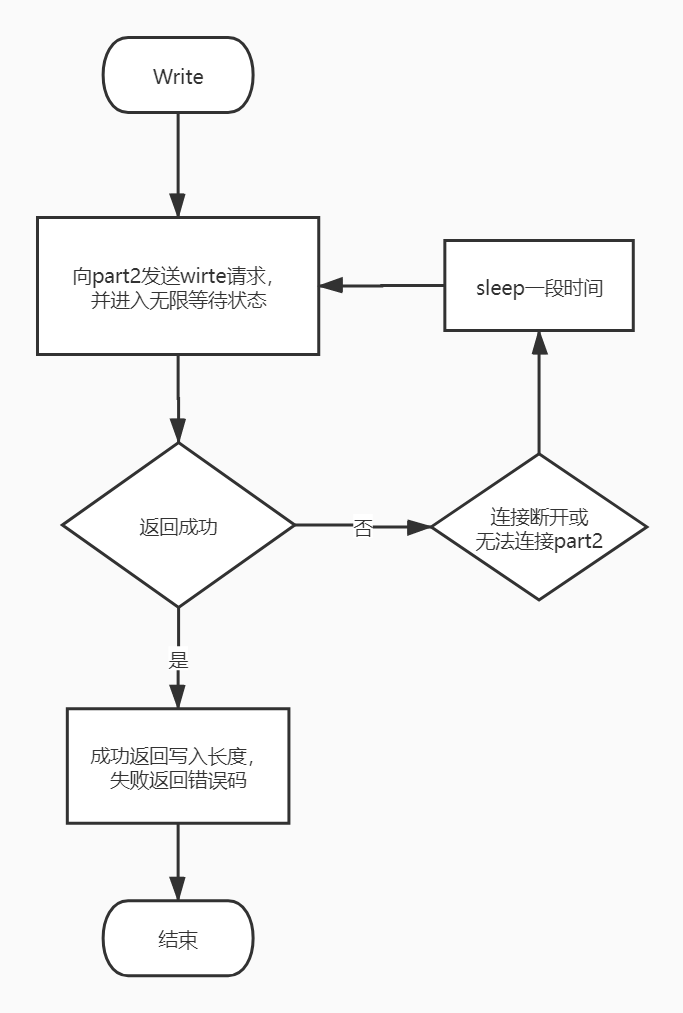 Write
向part2发送wirte请求，
并进入无限等待状态
sleep一段时间
返回成功
否
连接断开或
无法连接part2
是
成功返回写入长度，
失败返回错误码
结束